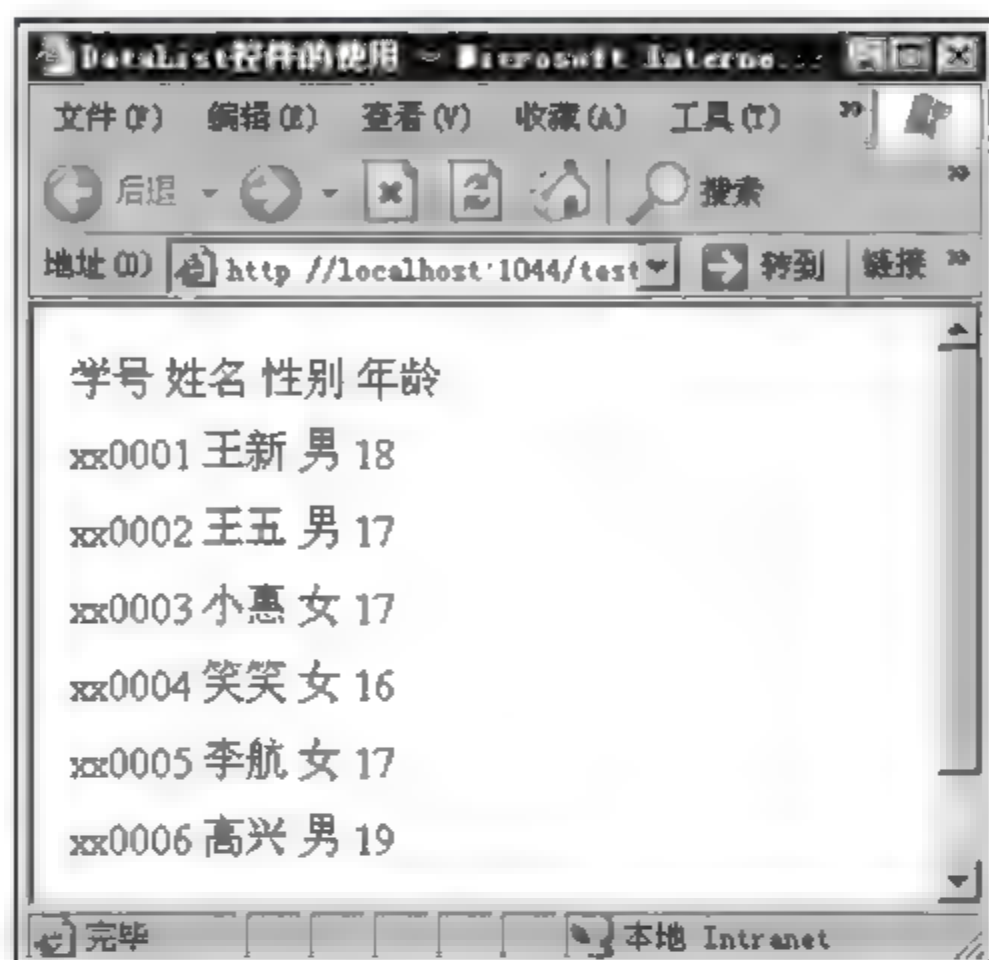 DataList控件的使用 - Microsoft Interne...
文件(F) 编辑(E) 查看(V) 收藏(A) 工具(T) »
后退 搜索 »
地址(D) http //localhost:1044/test 转到 链接 »
学号 姓名 性别 年龄
xx0001 王新 男 18
xx0002 王五 男 17
xx0003 小惠 女 17
xx0004 笑笑 女 16
xx0005 李航 女 17
xx0006 高兴 男 19
完毕 本地 Intranet